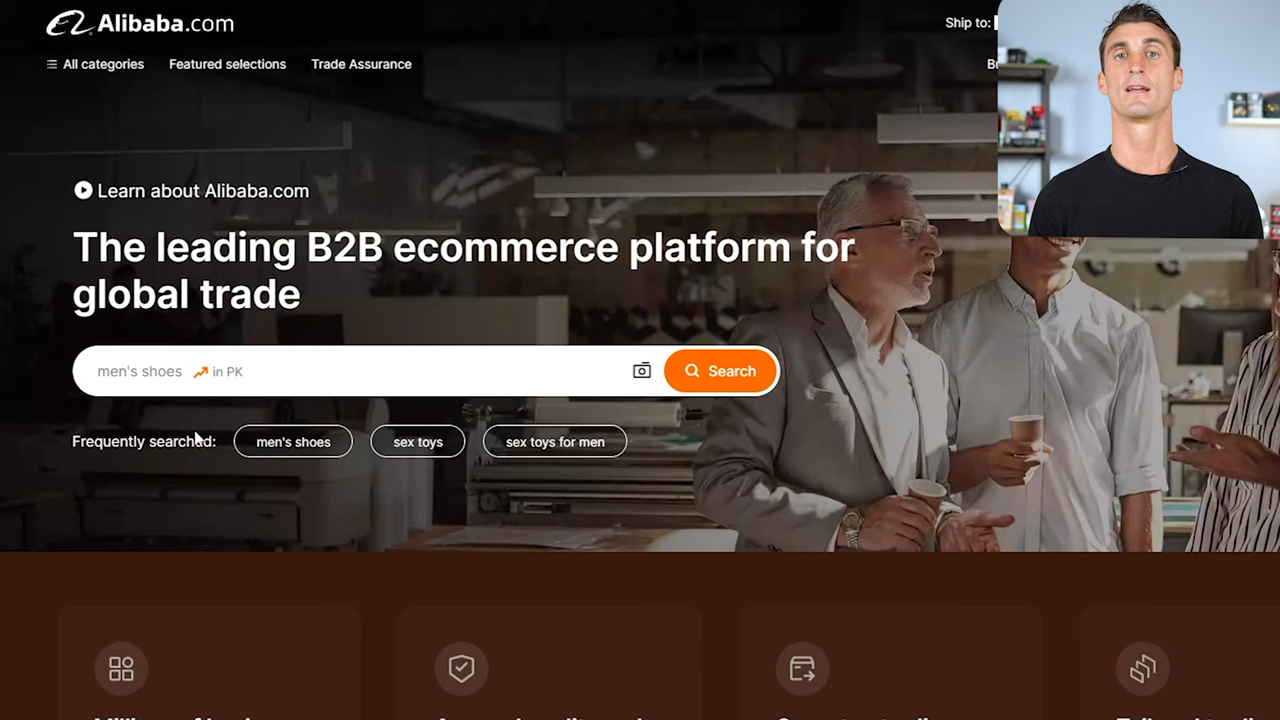 Alibaba.com
Ship to:
All categories
Featured selections
Trade Assurance
Learn about Alibaba.com
The leading B2B ecommerce platform for
global trade
men's shoes in PK
Search
Frequently searched:
men's shoes
sex toys
sex toys for men